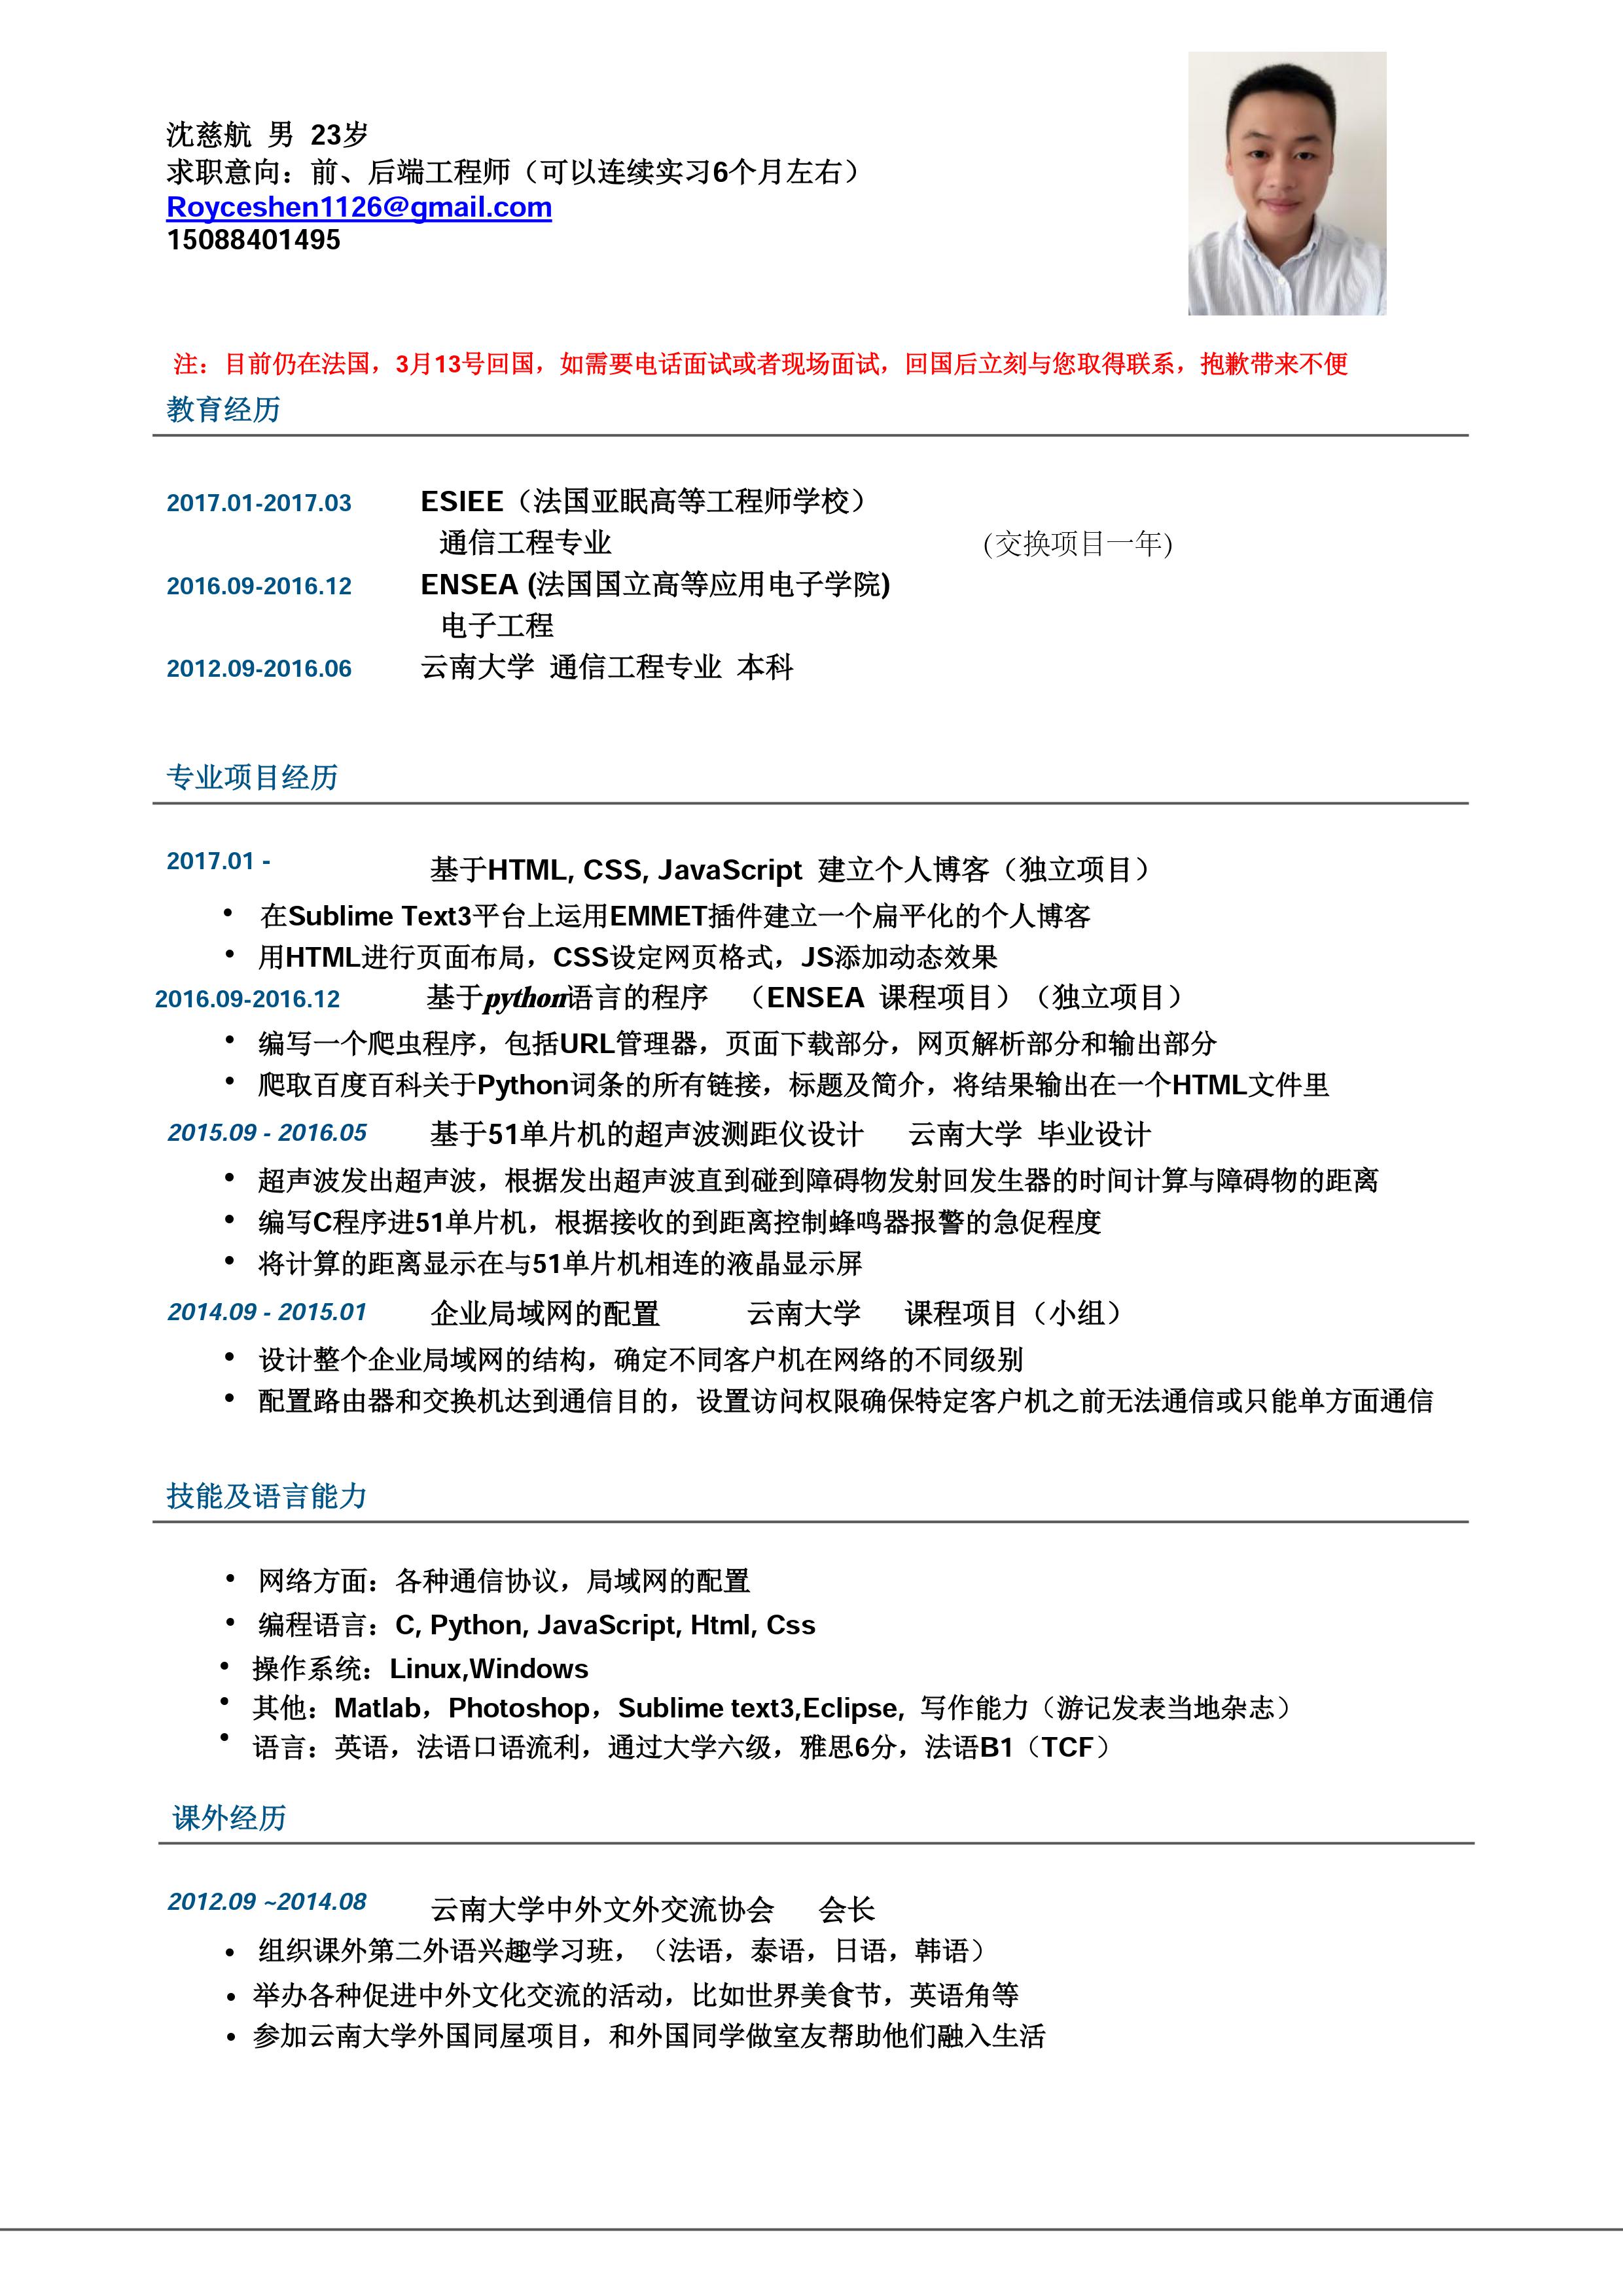 沈慈航 男 23岁
求职意向：前、后端工程师（可以连续实习6个月左右）
Royceshen1126@gmail.com
15088401495
注：目前仍在法国，3月13号回国，如需要电话面试或者现场面试，回国后立刻与您取得联系，抱歉带来不便
教育经历
2017.01-2017.03 ESIEE（法国亚眠高等工程师学校）
通信工程专业 (交换项目一年)
2016.09-2016.12 ENSEA (法国国立高等应用电子学院)
电子工程
2012.09-2016.06 云南大学 通信工程专业 本科
专业项目经历
2017.01 - 基于HTML, CSS, JavaScript 建立个人博客（独立项目）
• 在Sublime Text3平台上运用EMMET插件建立一个扁平化的个人博客
• 用HTML进行页面布局，CSS设定网页格式，JS添加动态效果
2016.09-2016.12 基于python语言的程序 （ENSEA 课程项目）（独立项目）
• 编写一个爬虫程序，包括URL管理器，页面下载部分，网页解析部分和输出部分
• 爬取百度百科关于Python词条的所有链接，标题及简介，将结果输出在一个HTML文件里
2015.09 - 2016.05 基于51单片机的超声波测距仪设计 云南大学 毕业设计
• 超声波发出超声波，根据发出超声波直到碰到障碍物发射回发生器的时间计算与障碍物的距离
• 编写C程序进51单片机，根据接收的到距离控制蜂鸣器报警的急促程度
• 将计算的距离显示在与51单片机相连的液晶显示屏
2014.09 - 2015.01 企业局域网的配置 云南大学 课程项目（小组）
• 设计整个企业局域网的结构，确定不同客户机在网络的不同级别
• 配置路由器和交换机达到通信目的，设置访问权限确保特定客户机之前无法通信或只能单方面通信
技能及语言能力
• 网络方面：各种通信协议，局域网的配置
• 编程语言：C, Python, JavaScript, Html, Css
• 操作系统：Linux,Windows
• 其他：Matlab，Photoshop，Sublime text3,Eclipse, 写作能力（游记发表当地杂志）
• 语言：英语，法语口语流利，通过大学六级，雅思6分，法语B1（TCF）
课外经历
2012.09 ~2014.08 云南大学中外文外交流协会 会长
• 组织课外第二外语兴趣学习班，（法语，泰语，日语，韩语）
• 举办各种促进中外文化交流的活动，比如世界美食节，英语角等
• 参加云南大学外国同屋项目，和外国同学做室友帮助他们融入生活